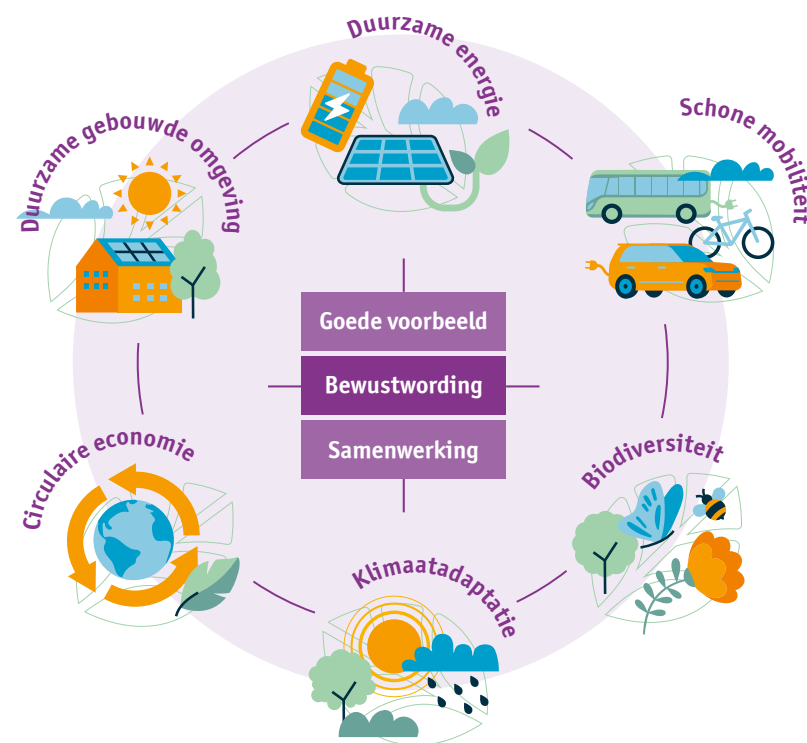 Duurzame energie
Schone mobiliteit
Duurzame gebouwde omgeving
Goede voorbeeld
Bewustwording
Samenwerking
Circulaire economie
Biodiversiteit
Klimaatadaptatie